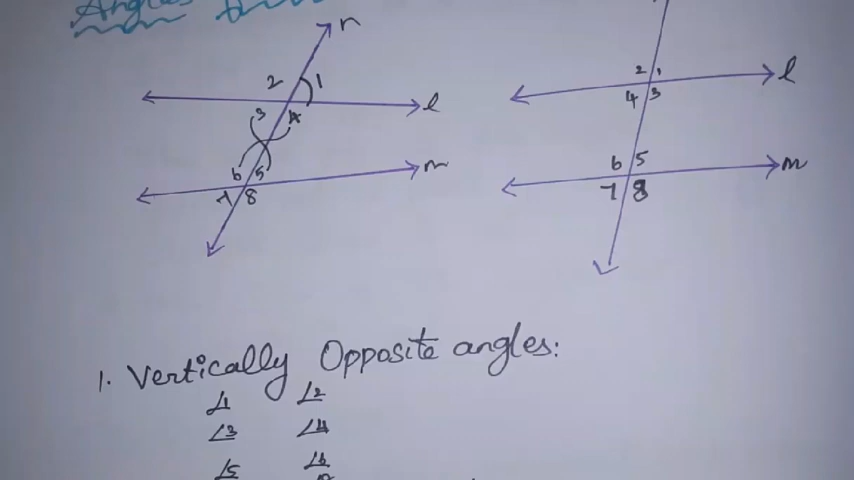 Angles
n
2 1
l
3 4
6 5
m
7 8
2 1
l
4 3
6 5
m
7 8
1. Vertically Opposite angles:
∠1 ∠2
∠3 ∠4
∠5 ∠6